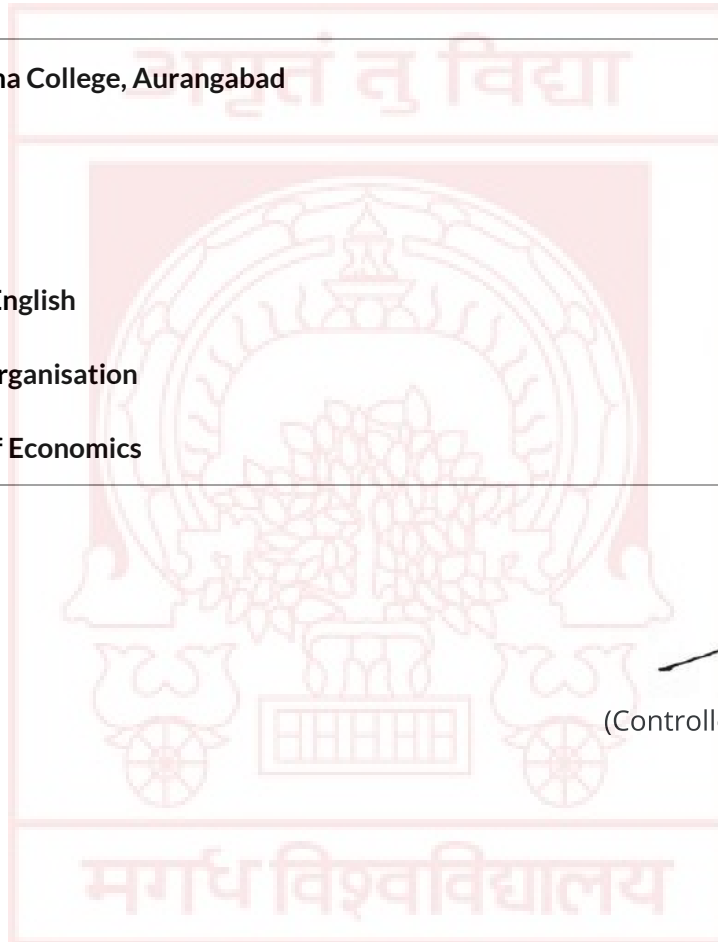 अमृतं तु विद्या
na College, Aurangabad
English
rganisation
f Economics
(Controll
मगध विश्वविद्यालय